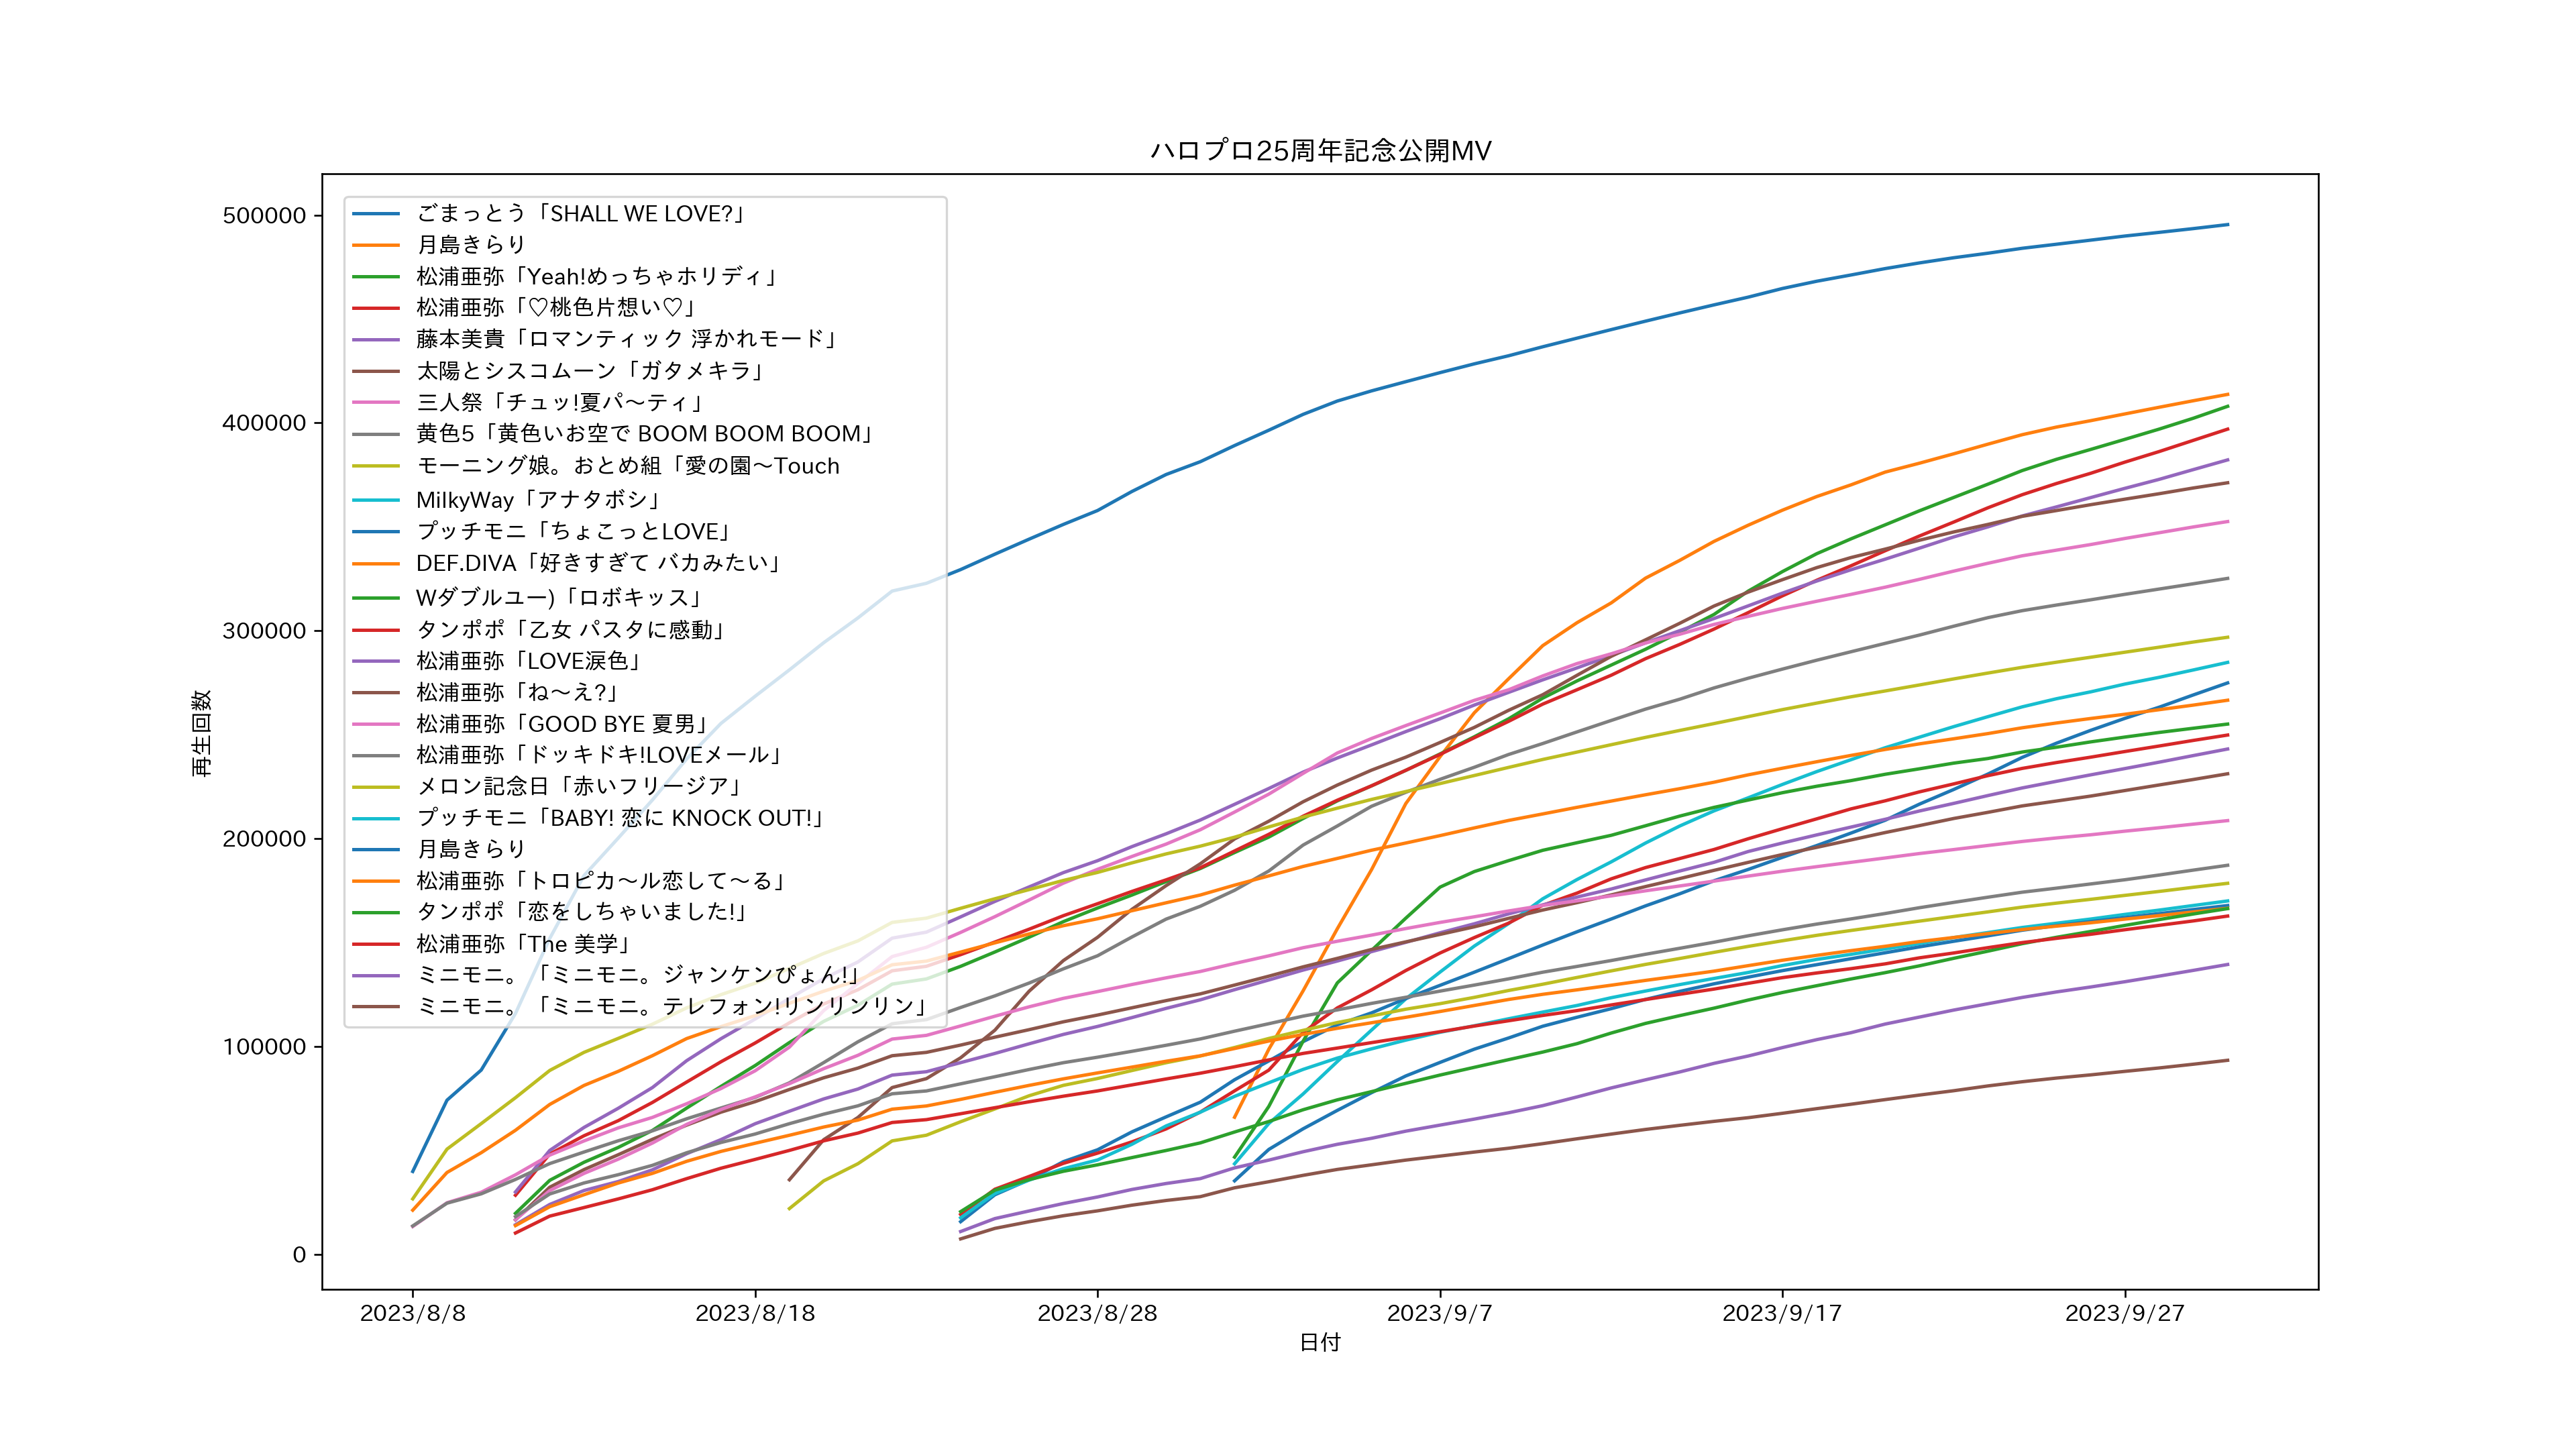 ハロプロ25周年記念公開MV
500000
400000
300000
200000
100000
0
再生回数
ごまっとう「SHALL WE LOVE?」
月島きらり
松浦亜弥「Yeah!めっちゃホリディ」
松浦亜弥「♡桃色片想い♡」
藤本美貴「ロマンティック 浮かれモード」
太陽とシスコムーン「ガタメキラ」
三人祭「チュッ!夏パ〜ティ」
黄色5「黄色いお空で BOOM BOOM BOOM」
モーニング娘。おとめ組「愛の園〜Touch
MilkyWay「アナタボシ」
プッチモニ「ちょこっとLOVE」
DEF.DIVA「好きすぎて バカみたい」
Wダブルユー)「ロボキッス」
タンポポ「乙女 パスタに感動」
松浦亜弥「LOVE涙色」
松浦亜弥「ね〜え?」
松浦亜弥「GOOD BYE 夏男」
松浦亜弥「ドッキドキ!LOVEメール」
メロン記念日「赤いフリージア」
プッチモニ「BABY! 恋に KNOCK OUT!」
月島きらり
松浦亜弥「トロピカ〜ル恋して〜る」
タンポポ「恋をしちゃいました!」
松浦亜弥「The 美学」
ミニモニ。「ミニモニ。ジャンケンぴょん!」
ミニモニ。「ミニモニ。テレフォン!リンリンリン」
2023/8/8
2023/8/18
2023/8/28
2023/9/7
2023/9/17
2023/9/27
日付